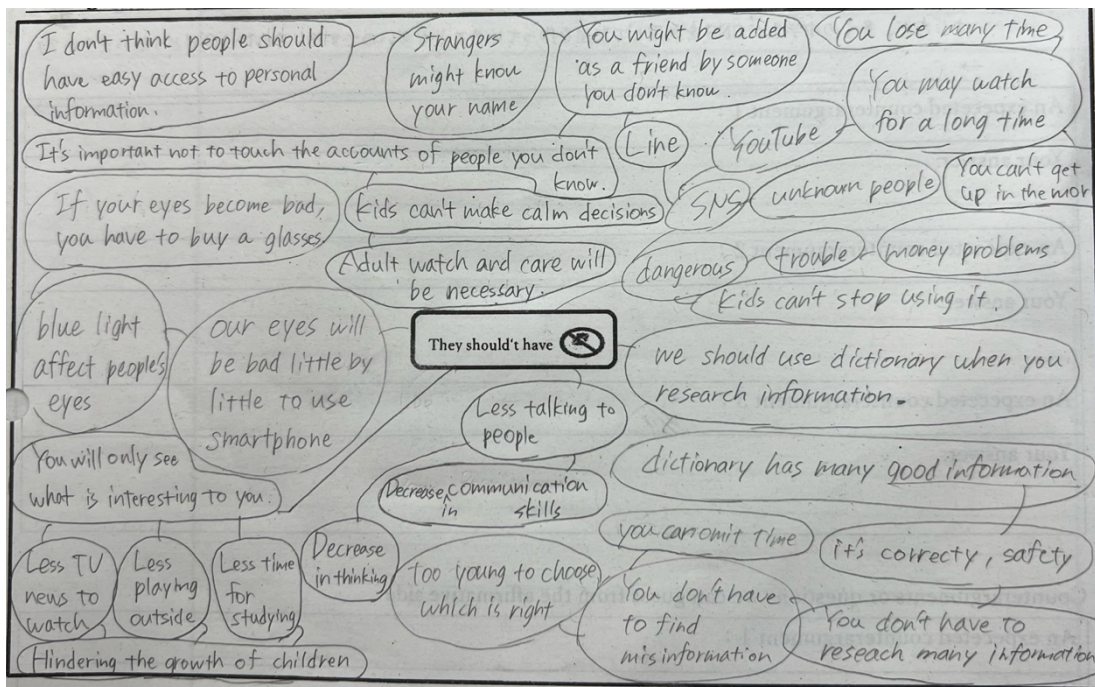 I don't think people should
have easy access to personal
information.
Strangers
might know
your name
You might be added
as a friend by someone
you don't know.
You lose many time
You may watch
for a long time
YouTube
Line
It's important not to touch the accounts of people you don't
know.
You can't get
up in the mor
unknown people
SNS
kids can't make calm decisions
If your eyes become bad,
you have to buy a glasses.
Adult watch and care will
be necessary.
dangerous
trouble
money problems
kids can't stop using it.
blue light
affect people's
eyes
our eyes will
be bad little by
little to use
smartphone
They should't have
we should use dictionary when you
research information.
Less talking to
people
dictionary has many good information
You will only see
what is interesting to you.
Decrease communication
in skills
you can omit time
it's correcty, safety
Less TV
news to
watch
Less
playing
outside
Less time
for
studying
Decrease
in thinking
too young to choose
which is right
You don't have
to find
misinformation
You don't have to
reseach many information
Hindering the growth of children